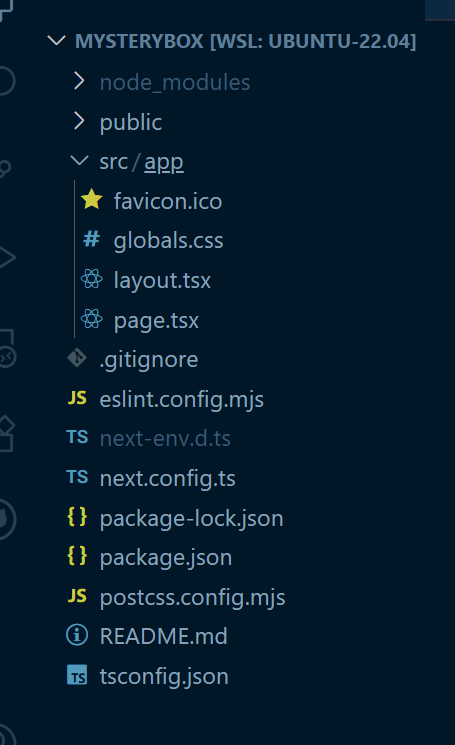 MYSTERYBOX [WSL: UBUNTU-22.04]
node_modules
public
src/app
favicon.ico
# globals.css
layout.tsx
page.tsx
.gitignore
JS eslint.config.mjs
TS next-env.d.ts
TS next.config.ts
{} package-lock.json
{} package.json
JS postcss.config.mjs
README.md
TS tsconfig.json